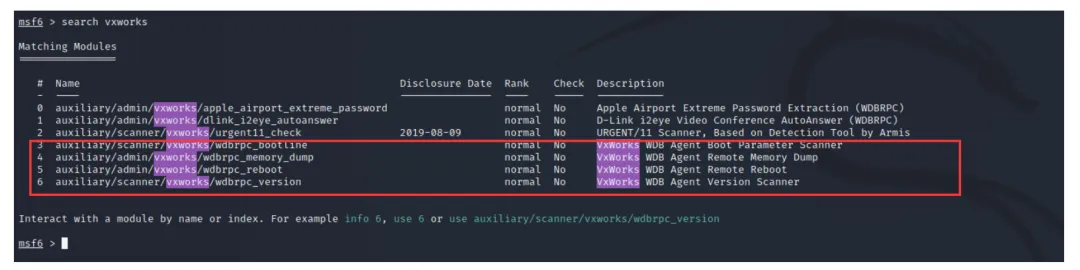 msf6 > search vxworks
Matching Modules
# Name Disclosure Date Rank Check Description
- ---- --------------- ---- ----- -----------
0 auxiliary/admin/vxworks/apple_airport_extreme_password normal No Apple Airport Extreme Password Extraction (WDBRPC)
1 auxiliary/admin/vxworks/dlink_i2eye_autoanswer normal No D-Link i2eye Video Conference AutoAnswer (WDBRPC)
2 auxiliary/scanner/vxworks/urgent11_check 2019-08-09 normal No URGENT/11 Scanner, Based on Detection Tool by Armis
3 auxiliary/scanner/vxworks/wdbrpc_bootline normal No VxWorks WDB Agent Boot Parameter Scanner
4 auxiliary/admin/vxworks/wdbrpc_memory_dump normal No VxWorks WDB Agent Remote Memory Dump
5 auxiliary/admin/vxworks/wdbrpc_reboot normal No VxWorks WDB Agent Remote Reboot
6 auxiliary/scanner/vxworks/wdbrpc_version normal No VxWorks WDB Agent Version Scanner
Interact with a module by name or index. For example info 6, use 6 or use auxiliary/scanner/vxworks/wdbrpc_version
msf6 >